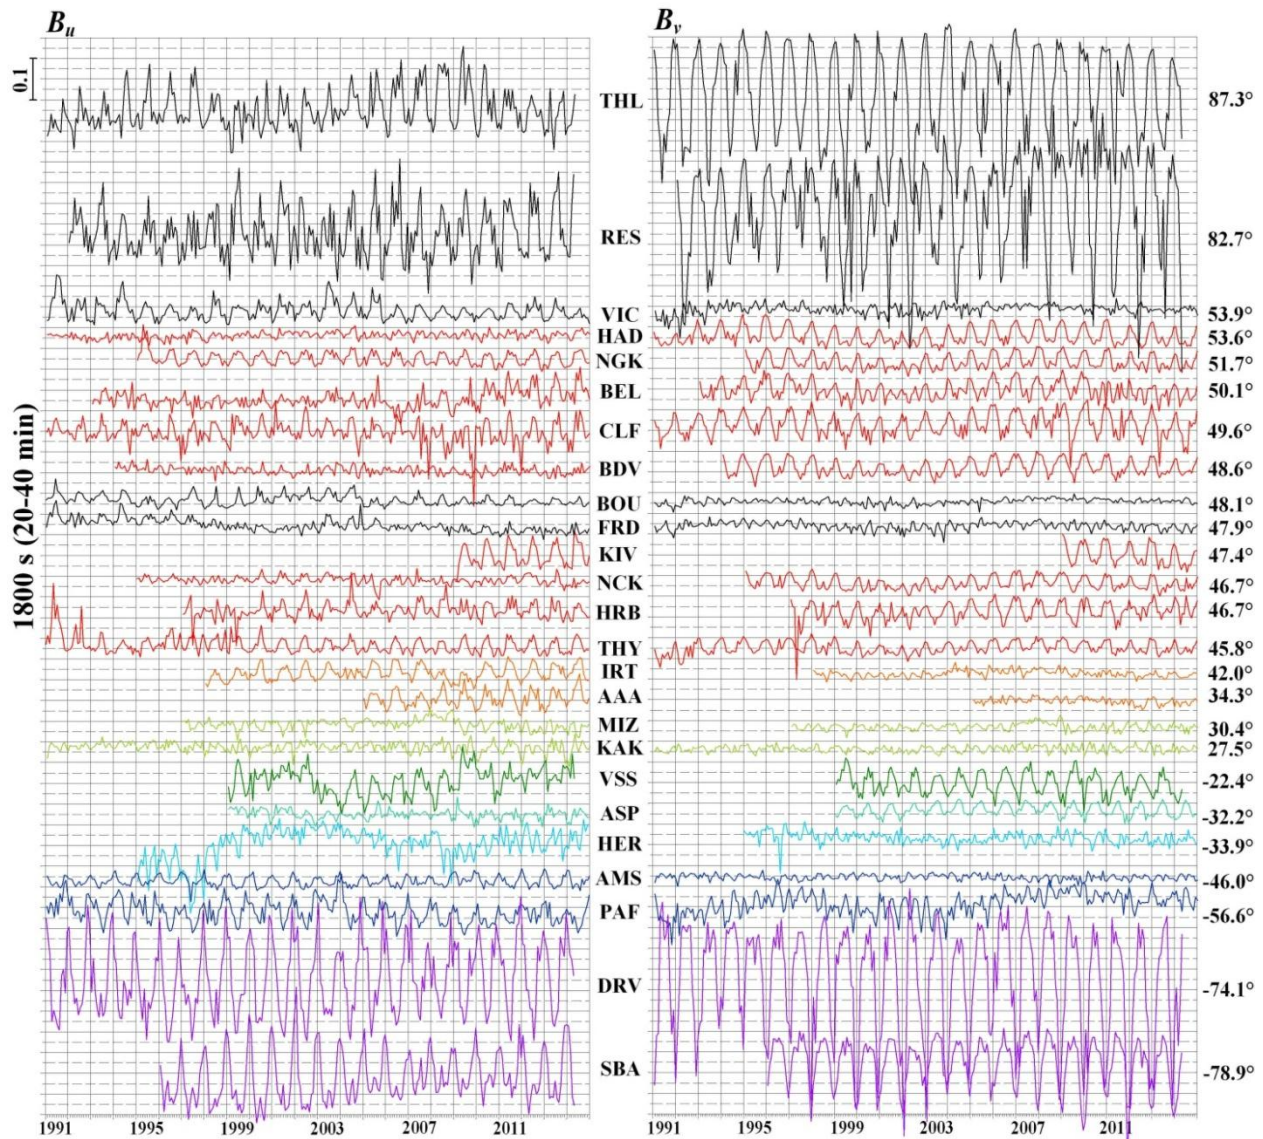 Bu Bv
0.1
1800 s (20-40 min)
THL 87.3°
RES 82.7°
VIC 53.9°
HAD 53.6°
NGK 51.7°
BEL 50.1°
CLF 49.6°
BDV 48.6°
BOU 48.1°
FRD 47.9°
KIV 47.4°
NCK 46.7°
HRB 46.7°
THY 45.8°
IRT 42.0°
AAA 34.3°
MIZ 30.4°
KAK 27.5°
VSS -22.4°
ASP -32.2°
HER -33.9°
AMS -46.0°
PAF -56.6°
DRV -74.1°
SBA -78.9°
1991 1995 1999 2003 2007 2011 1991 1995 1999 2003 2007 2011